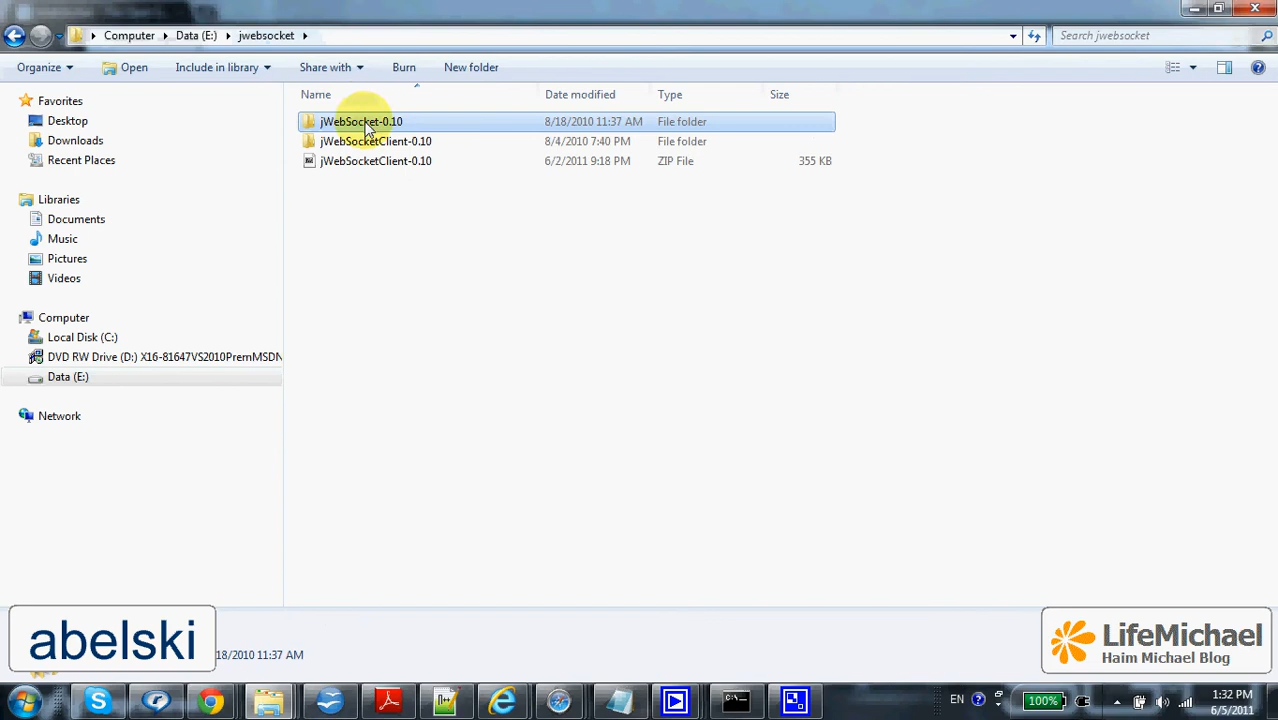 Computer Data (E:) jwebsocket Search jwebsocket
Organize Open Include in library Share with Burn New folder
Favorites
Desktop
Downloads
Recent Places
Libraries
Documents
Music
Pictures
Videos
Computer
Local Disk (C:)
DVD RW Drive (D:) X16-81647VS2010PremMSDN
Data (E:)
Network
Name Date modified Type Size
jWebSocket-0.10 8/18/2010 11:37 AM File folder
jWebSocketClient-0.10 8/4/2010 7:40 PM File folder
jWebSocketClient-0.10 6/2/2011 9:18 PM ZIP File 355 KB
abelski
18/2010 11:37 AM
LifeMichael
Haim Michael Blog
EN 100% 1:32 PM
6/5/2011